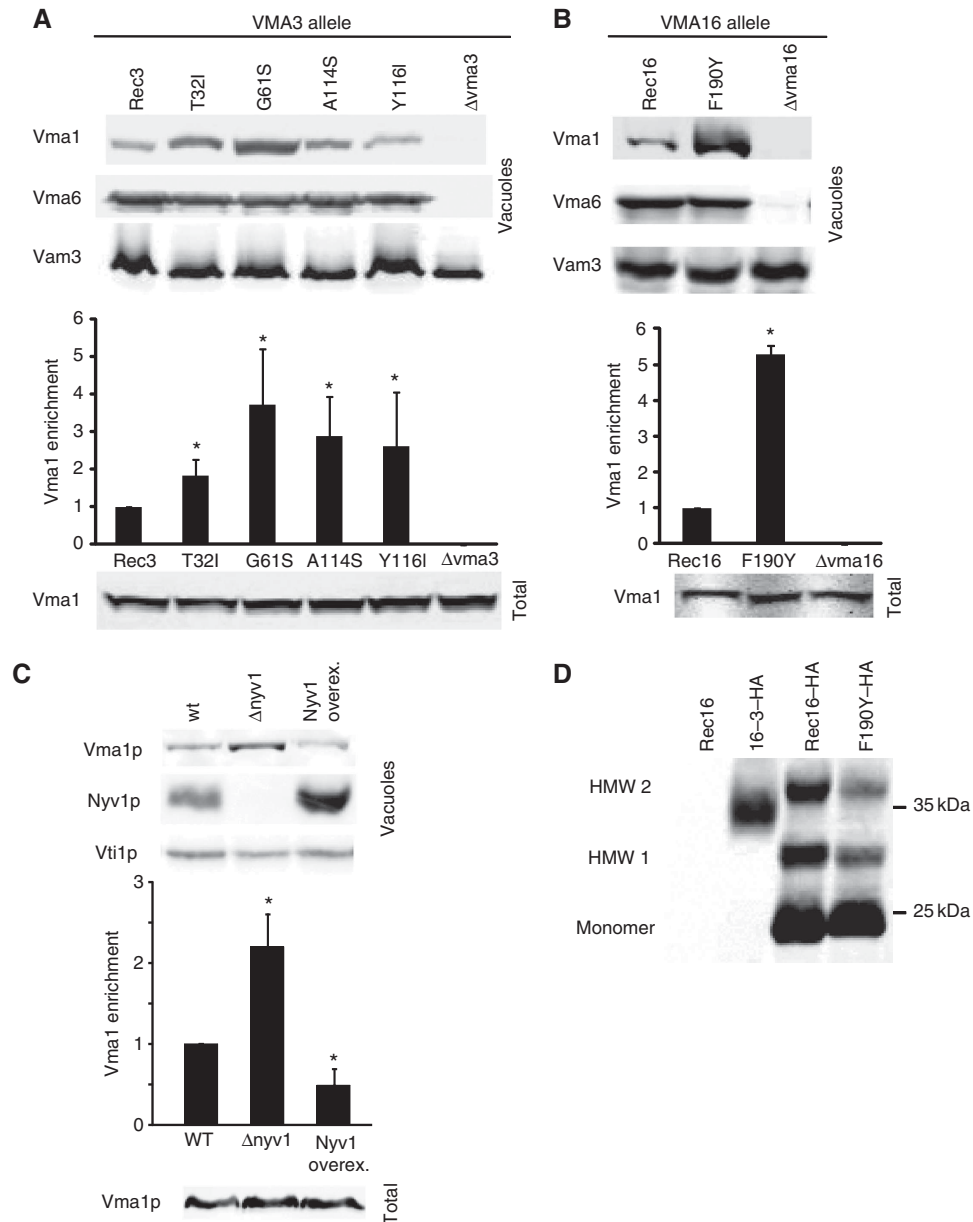 A
VMA3 allele
Rec3
T32I
G61S
A114S
Y116I
Δvma3
Vma1
Vma6
Vam3
Vacuoles
6
5
4
3
2
1
0
Vma1 enrichment
*
*
*
*
Rec3 T32I G61S A114S Y116I Δvma3
Vma1
Total
B
VMA16 allele
Rec16
F190Y
Δvma16
Vma1
Vma6
Vam3
Vacuoles
6
5
4
3
2
1
0
Vma1 enrichment
*
Rec16 F190Y Δvma16
Vma1
Total
C
wt
Δnyv1
Nyv1
overex.
Vma1p
Nyv1p
Vti1p
Vacuoles
3
2
1
0
Vma1 enrichment
*
*
WT Δnyv1 Nyv1
overex.
Vma1p
Total
D
Rec16
16–3–HA
Rec16–HA
F190Y–HA
HMW 2
HMW 1
Monomer
35 kDa
25 kDa